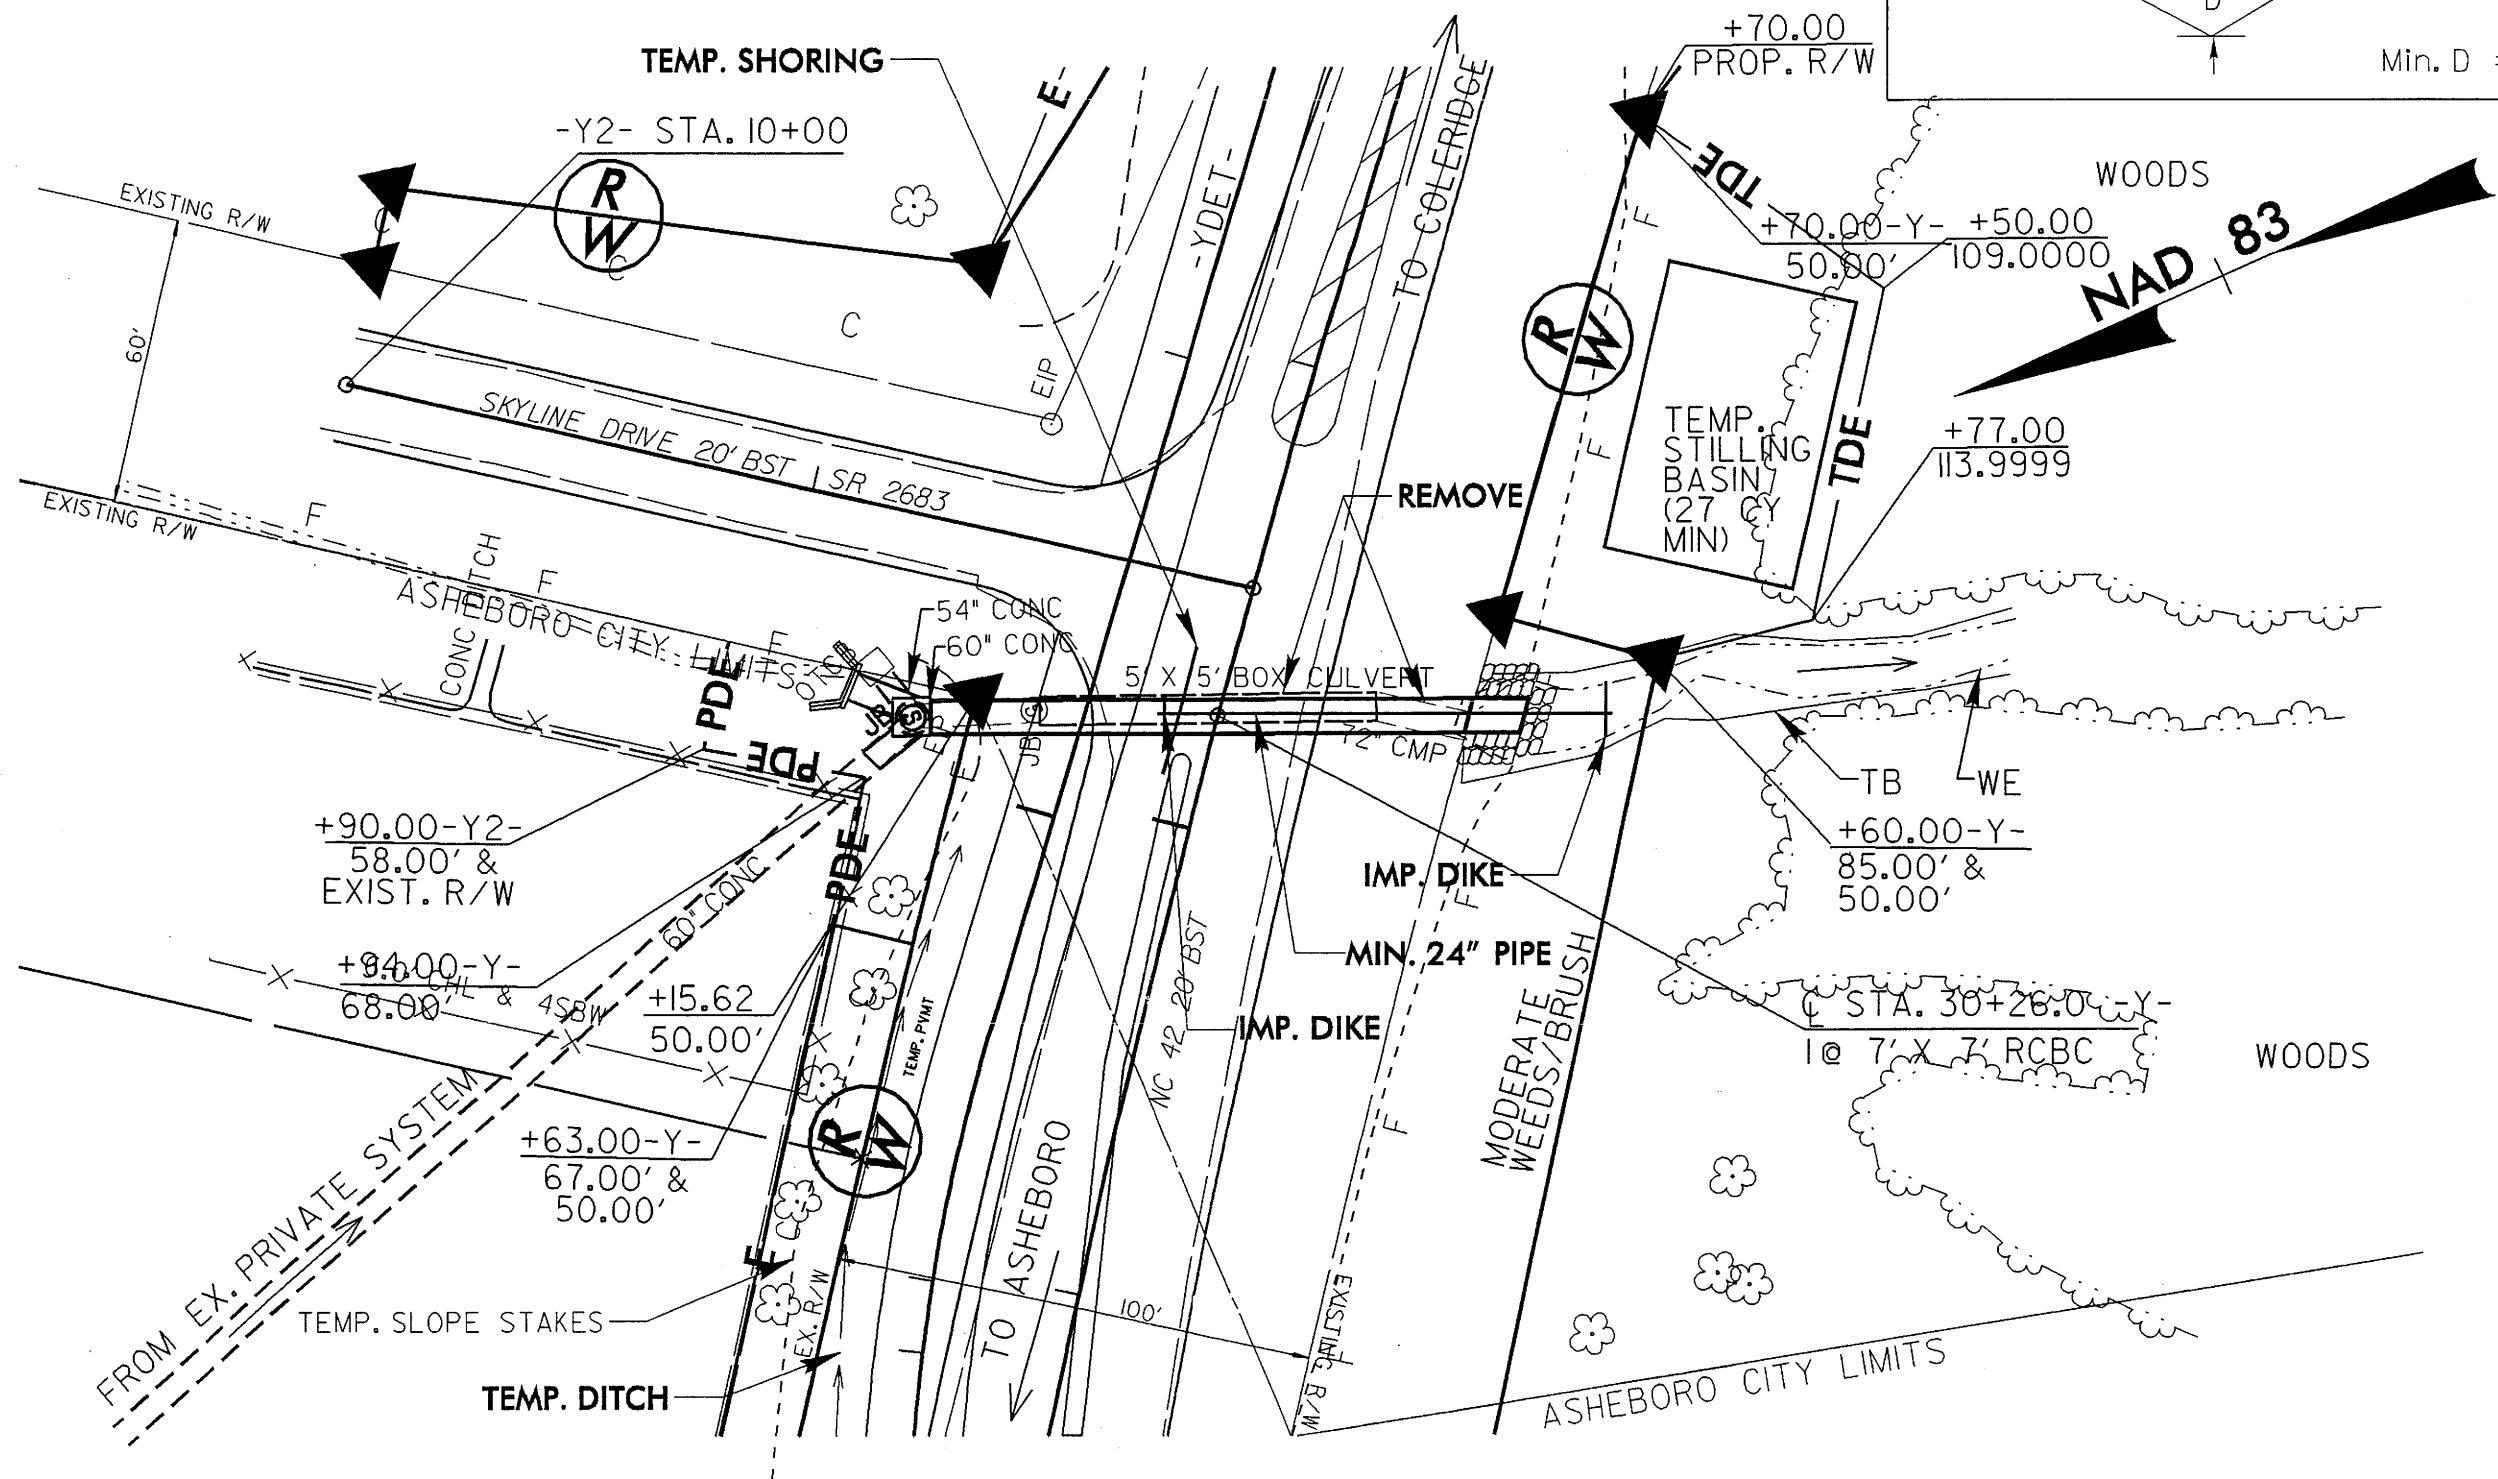 +70.00
PROP. R/W
D
Min. D
TEMP. SHORING
E
-Y2- STA. 10+00
R
W
EXISTING R/W
C
C
C
60'
EIP
-YDET-
TO COLERIDGE
TDE
F
F
WOODS
+70.00-Y-
50.00'
+50.00
109.0000
NAD 83
R
W
SKYLINE DRIVE 20' BST
SR 2683
TEMP.
STILLING
BASIN
(27 CY
MIN)
TDE
+77.00
113.9999
REMOVE
EXISTING R/W
F
F
F
CONC
DITCH
ASHEBORO CITY LIMITS
54" CONC
60" CONC
5' X 5' BOX CULVERT
72" CMP
PDE
PDE
PDE
JB
S
JB
S
E
TB
WE
+90.00-Y2-
58.00' &
EXIST. R/W
+60.00-Y-
85.00' &
50.00'
IMP. DIKE
60" CONC
F
MIN. 24" PIPE
+94.00-Y-
68.00'
CHL & 4SBW
+15.62
50.00'
TEMP. PVMT
NC 42 20' BST
IMP. DIKE
MODERATE
WEEDS/BRUSH
℄ STA. 30+26.0 -Y-
1@ 7' X 7' RCBC
WOODS
+63.00-Y-
67.00' &
50.00'
R
W
F
FROM EX. PRIVATE SYSTEM
TO ASHEBORO
C
E
TEMP. SLOPE STAKES
EX. R/W
100'
EXISTING R/W
F
TEMP. DITCH
ASHEBORO CITY LIMITS